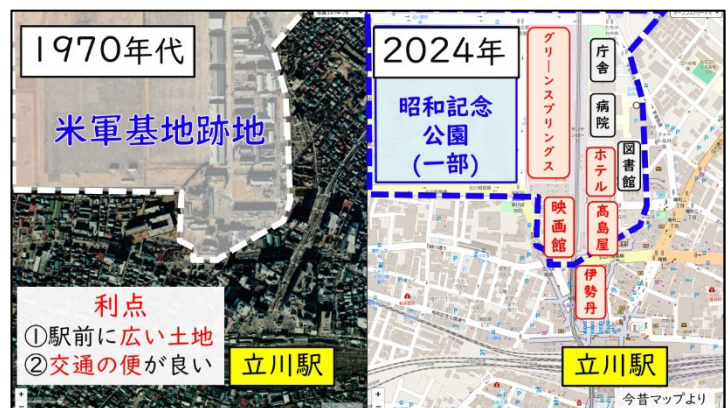 1970年代
米軍基地跡地
利点
①駅前に広い土地
②交通の便が良い
立川駅
2024年
昭和記念
公園
(一部)
グリーンスプリングス
庁舎
病院
図書館
ホテル
映画館
高島屋
伊勢丹
立川駅
今昔マップより